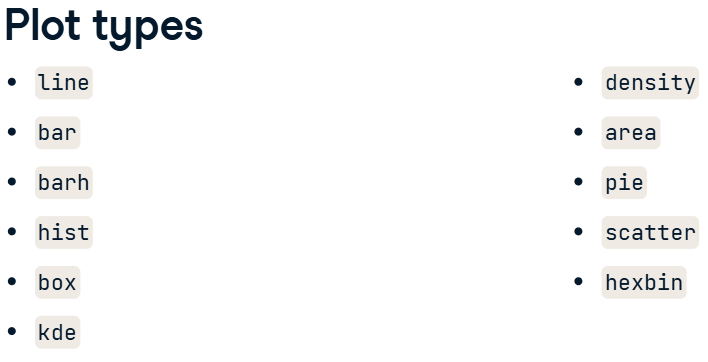 Plot types
• line
• bar
• barh
• hist
• box
• kde
• density
• area
• pie
• scatter
• hexbin